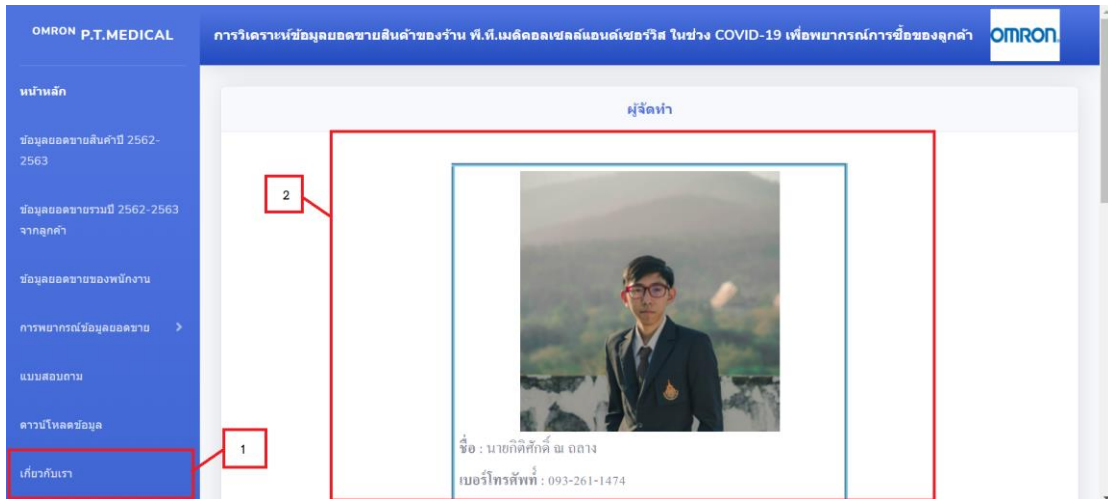 OMRON P.T.MEDICAL
การวิเคราะห์ข้อมูลยอดขายสินค้าของร้าน พี.ที.เมดิคอลเซลล์แอนด์เซอร์วิส ในช่วง COVID-19 เพื่อพยากรณ์การซื้อของลูกค้า
OMRON
หน้าหลัก
ข้อมูลยอดขายสินค้าปี 2562-
2563
ข้อมูลยอดขายรวมปี 2562-2563
จากลูกค้า
ข้อมูลยอดขายของพนักงาน
การพยากรณ์ข้อมูลยอดขาย
แบบสอบถาม
ดาวน์โหลดข้อมูล
เกี่ยวกับเรา
1
ผู้จัดทำ
2
ชื่อ : นายกิติศักดิ์ ณ ถลาง
เบอร์โทรศัพท์ : 093-261-1474